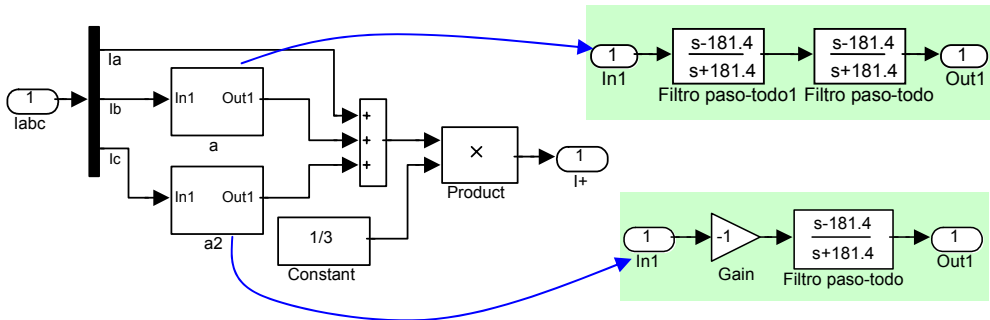 1
Iabc
Ia
Ib
Ic
In1
Out1
a
In1
Out1
a2
+
+
+
1/3
Constant
×
Product
1
I+
1
In1
s-181.4
s+181.4
Filtro paso-todo1
s-181.4
s+181.4
Filtro paso-todo
1
Out1
1
In1
-1
Gain
s-181.4
s+181.4
Filtro paso-todo
1
Out1